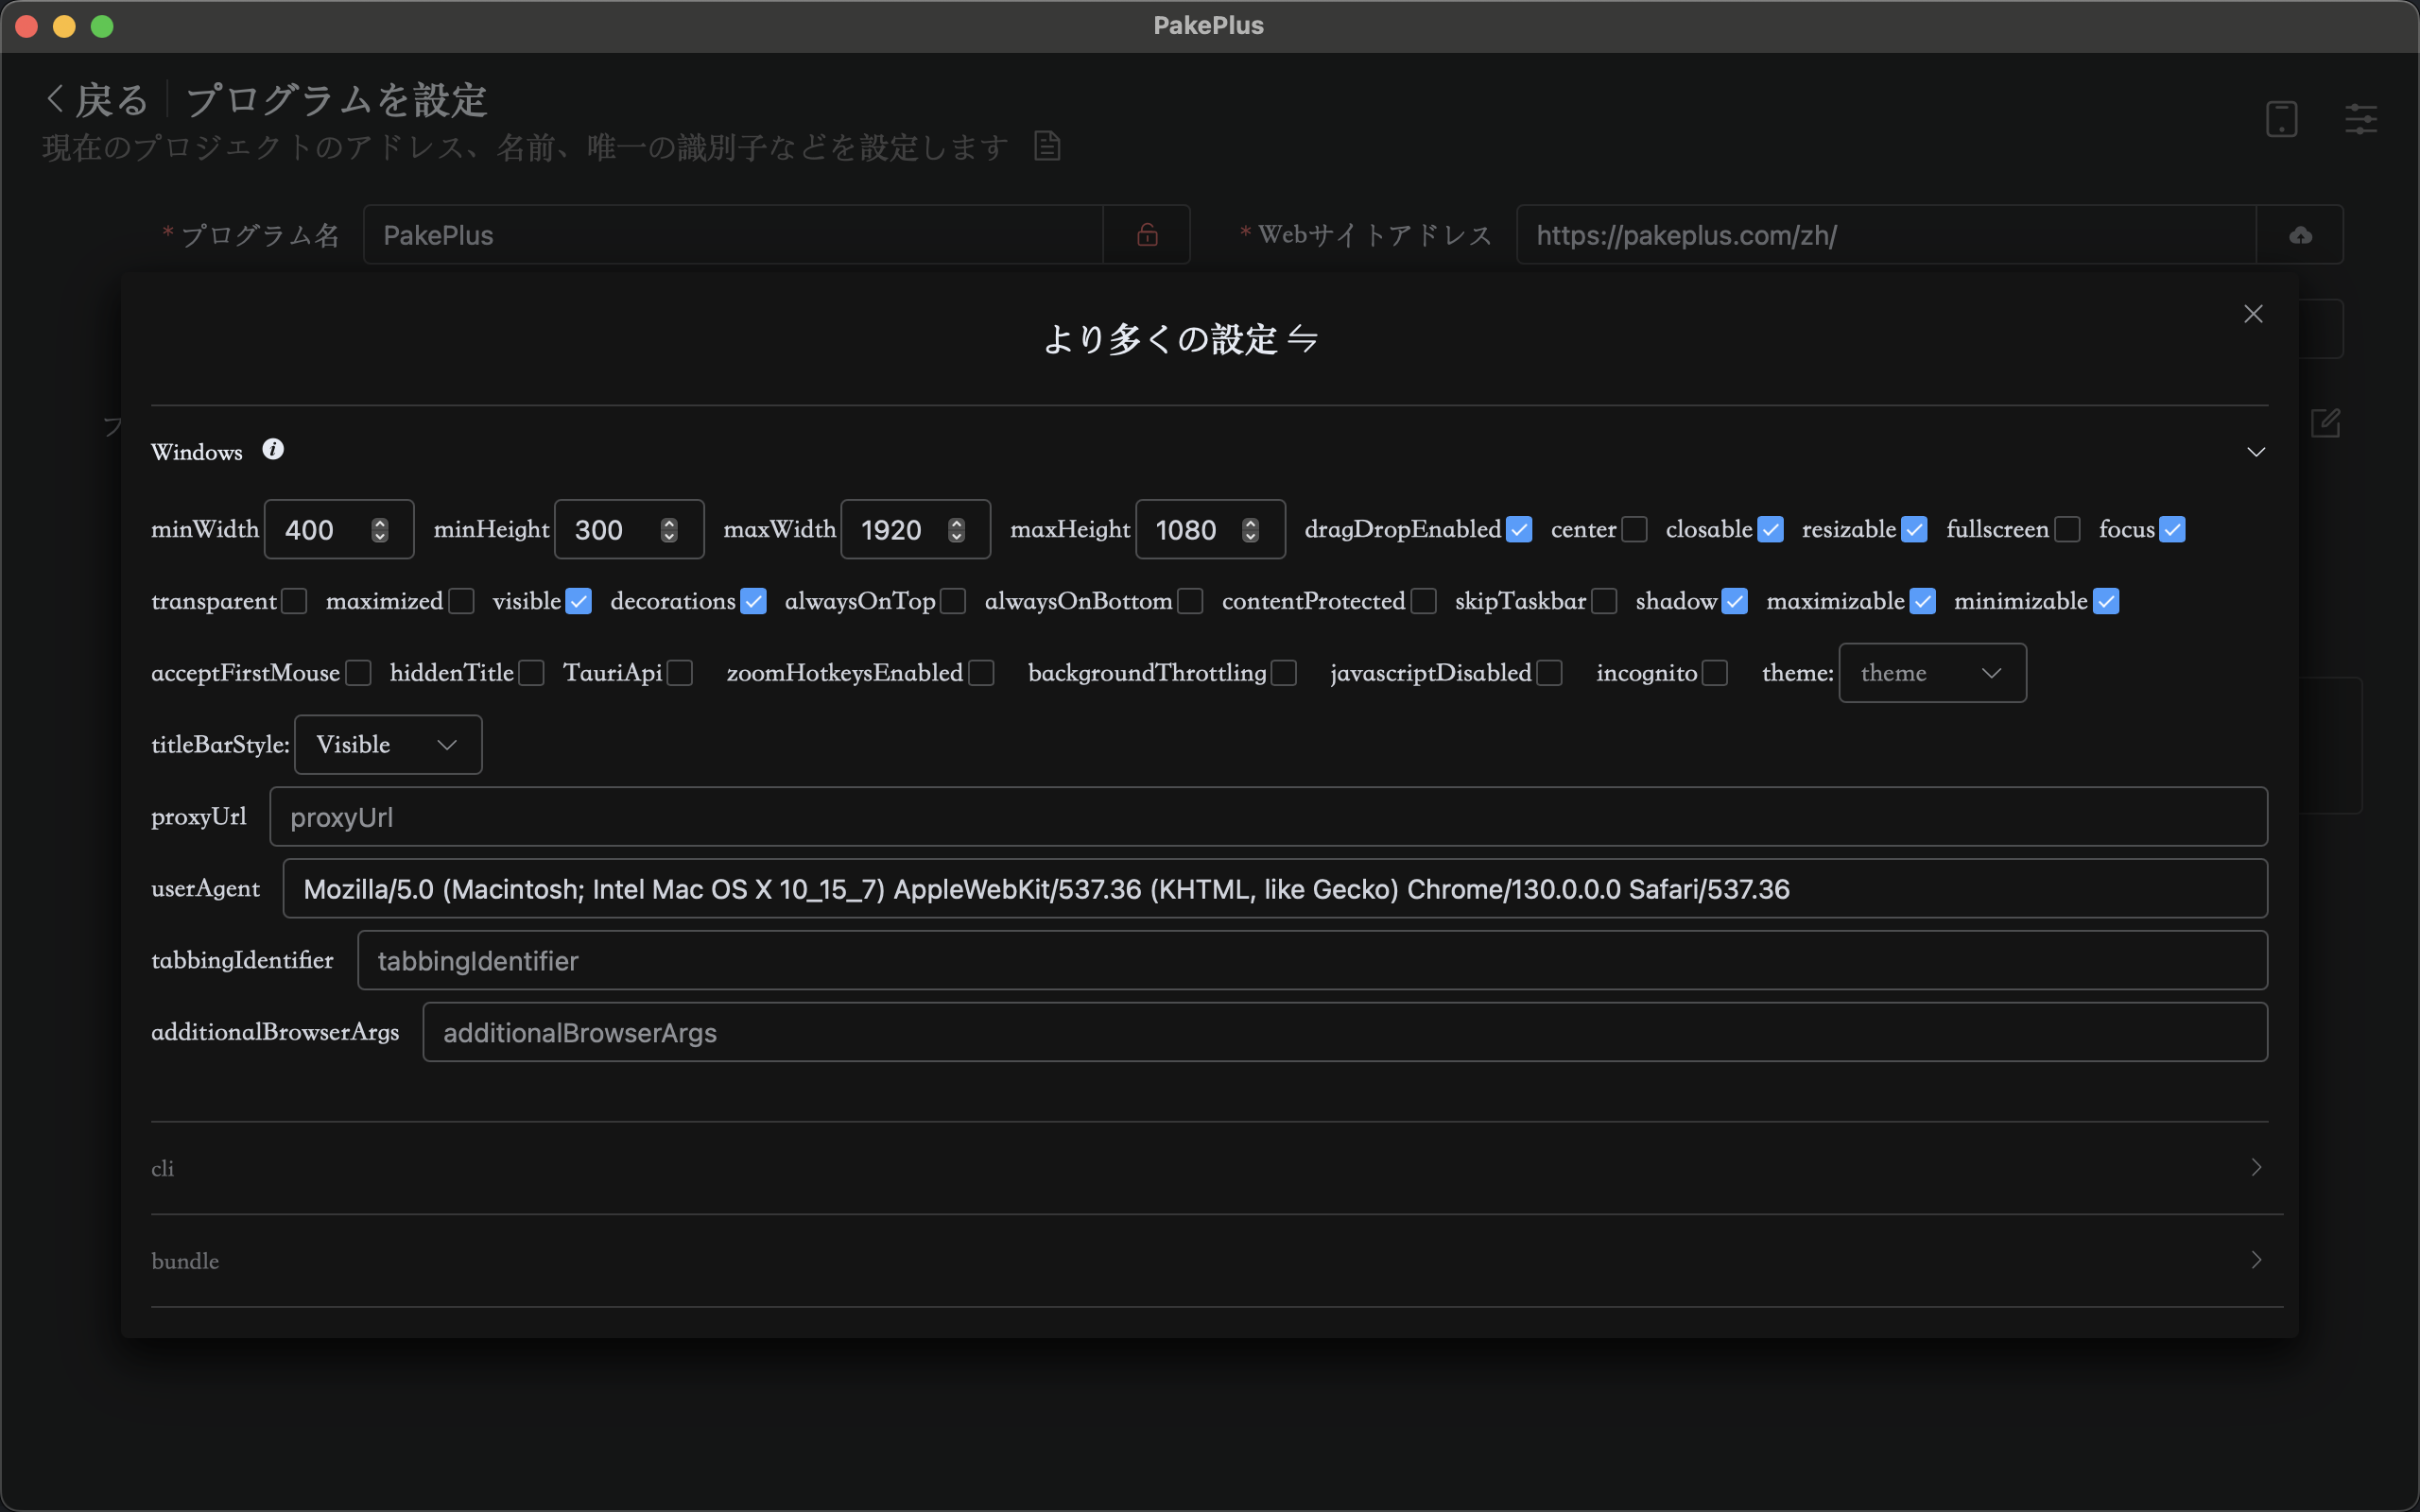 PakePlus
戻る プログラムを設定
現在のプロジェクトのアドレス、名前、唯一の識別子などを設定します
* プログラム名 PakePlus * Webサイトアドレス https://pakeplus.com/zh/
より多くの設定
Windows
minWidth 400 minHeight 300 maxWidth 1920 maxHeight 1080 dragDropEnabled center closable resizable fullscreen focus
transparent maximized visible decorations alwaysOnTop alwaysOnBottom contentProtected skipTaskbar shadow maximizable minimizable
acceptFirstMouse hiddenTitle TauriApi zoomHotkeysEnabled backgroundThrottling javascriptDisabled incognito theme: theme
titleBarStyle: Visible
proxyUrl proxyUrl
userAgent Mozilla/5.0 (Macintosh; Intel Mac OS X 10_15_7) AppleWebKit/537.36 (KHTML, like Gecko) Chrome/130.0.0.0 Safari/537.36
tabbingIdentifier tabbingIdentifier
additionalBrowserArgs additionalBrowserArgs
cli
bundle